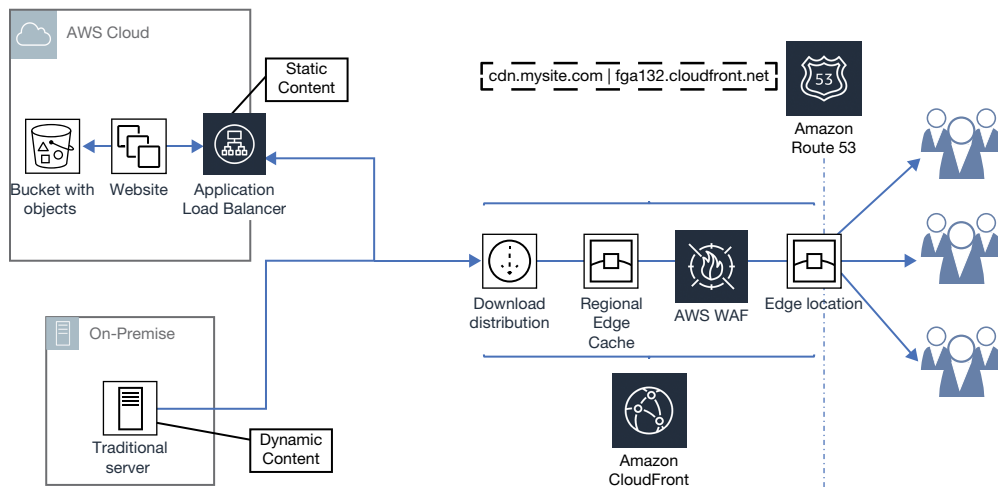 AWS Cloud
Static
Content
cdn.mysite.com | fga132.cloudfront.net
53
Amazon
Route 53
Bucket with
objects
Website
Application
Load Balancer
Download
distribution
Regional
Edge
Cache
AWS WAF
Edge location
On-Premise
Traditional
server
Dynamic
Content
Amazon
CloudFront